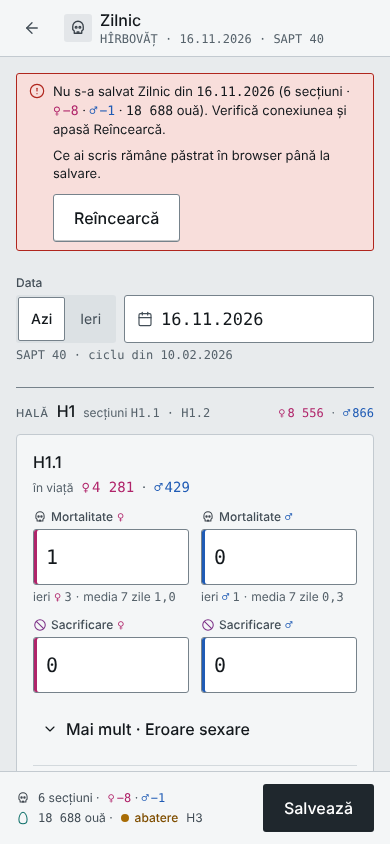 Zilnic
HÎRBOVĂȚ · 16.11.2026 · SAPT 40
Nu s-a salvat Zilnic din 16.11.2026 (6 secțiuni ·
♀−8 · ♂−1 · 18 688 ouă). Verifică conexiunea și
apasă Reîncearcă.
Ce ai scris rămâne păstrat în browser până la
salvare.
Reîncearcă
Data
Azi Ieri 16.11.2026
SAPT 40 · ciclu din 10.02.2026
HALĂ H1 secțiuni H1.1 · H1.2 ♀8 556 · ♂866
H1.1
în viață ♀4 281 · ♂429
Mortalitate ♀ Mortalitate ♂
1 0
ieri ♀ 3 · media 7 zile 1,0 ieri ♂ 1 · media 7 zile 0,3
Sacrificare ♀ Sacrificare ♂
0 0
Mai mult · Eroare sexare
6 secțiuni · ♀−8 · ♂−1
18 688 ouă · abatere H3
Salvează